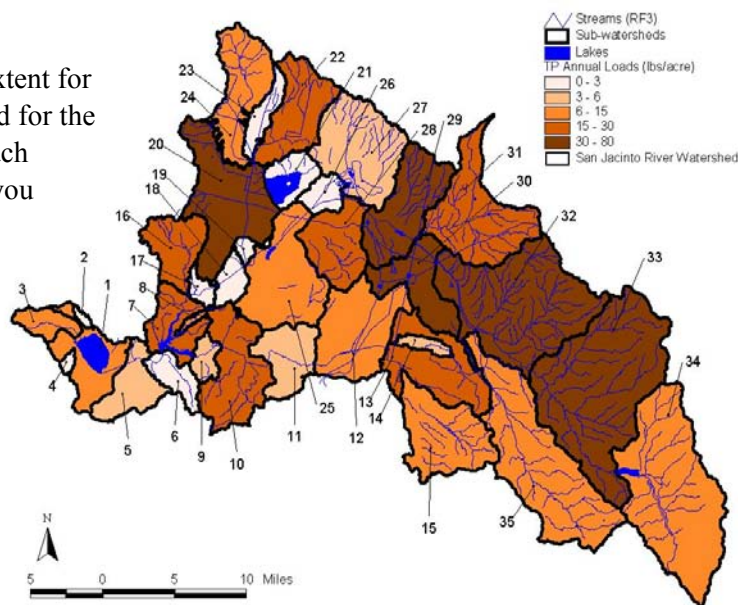 xtent for
d for the
ach
you
Streams (RF3)
Sub-watersheds
Lakes
TP Annual Loads (lbs/acre)
0 - 3
3 - 6
6 - 15
15 - 30
30 - 80
San Jacinto River Watershed
22
21
26
27
28
29
23
24
20
19
18
16
17
8
7
2
1
3
4
5
6
9
10
11
25
12
13
14
15
35
31
30
32
33
34
N
5 0 5 10 Miles